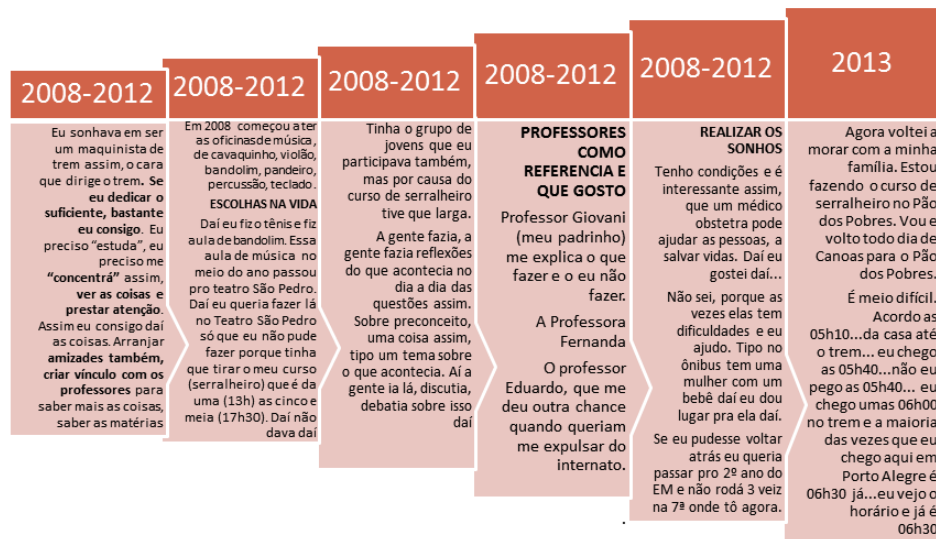 2008-2012
Eu sonhava em ser
um maquinista de
trem assim, o cara
que dirige o trem. Se
eu dedicar o
suficiente, bastante
eu consigo. Eu
preciso “estuda”, eu
preciso me
“concentrá” assim,
ver as coisas e
prestar atenção.
Assim eu consigo daí
as coisas. Arranjar
amizades também,
criar vínculo com os
professores para
saber mais as coisas,
saber as matérias
2008-2012
Em 2008 começou a ter
as oficinas de música,
de cavaquinho, violão,
bandolim, pandeiro,
percussão, teclado.
ESCOLHAS NA VIDA
Daí eu fiz o tênis e fiz
aula de bandolim. Essa
aula de música no
meio do ano passou
pro teatro São Pedro.
Daí eu queria fazer lá
no Teatro São Pedro
só que eu não pude
fazer porque tinha
que tirar o meu curso
(serralheiro) que é da
uma (13h) as cinco e
meia (17h30). Daí não
dava daí
2008-2012
Tinha o grupo de
jovens que eu
participava também,
mas por causa do
curso de serralheiro
tive que larga.
A gente fazia, a
gente fazia reflexões
do que acontecia no
dia a dia das
questões assim.
Sobre preconceito,
uma coisa assim,
tipo um tema sobre
o que acontecia. Aí a
gente ia lá, discutia,
debatia sobre isso
daí
2008-2012
PROFESSORES
COMO
REFERENCIA E
QUE GOSTO
Professor Giovani
(meu padrinho)
me explica o que
fazer e o eu não
fazer.
A Professora
Fernanda
O professor
Eduardo, que me
deu outra chance
quando queriam
me expulsar do
internato.
2008-2012
REALIZAR OS
SONHOS
Tenho condições e é
interessante assim,
que um médico
obstetra pode
ajudar as pessoas, a
salvar vidas. Daí eu
gostei daí...
Não sei, porque as
vezes elas tem
dificuldades e eu
ajudo. Tipo no
ônibus tem uma
mulher com um
bebê daí eu dou
lugar pra ela daí.
Se eu pudesse voltar
atrás eu queria
passar pro 2º ano do
EM e não rodá 3 veiz
na 7ª onde tô agora.
2013
Agora voltei a
morar com a minha
família. Estou
fazendo o curso de
serralheiro no Pão
dos Pobres. Vou e
volto todo dia de
Canoas para o Pão
dos Pobres.
É meio difícil.
Acordo as
05h10...da casa até
o trem... eu chego
as 05h40...não eu
pego as 05h40... eu
chego umas 06h00
no trem e a maioria
das vezes que eu
chego aqui em
Porto Alegre é
06h30 já...eu vejo o
horário e já é
06h30